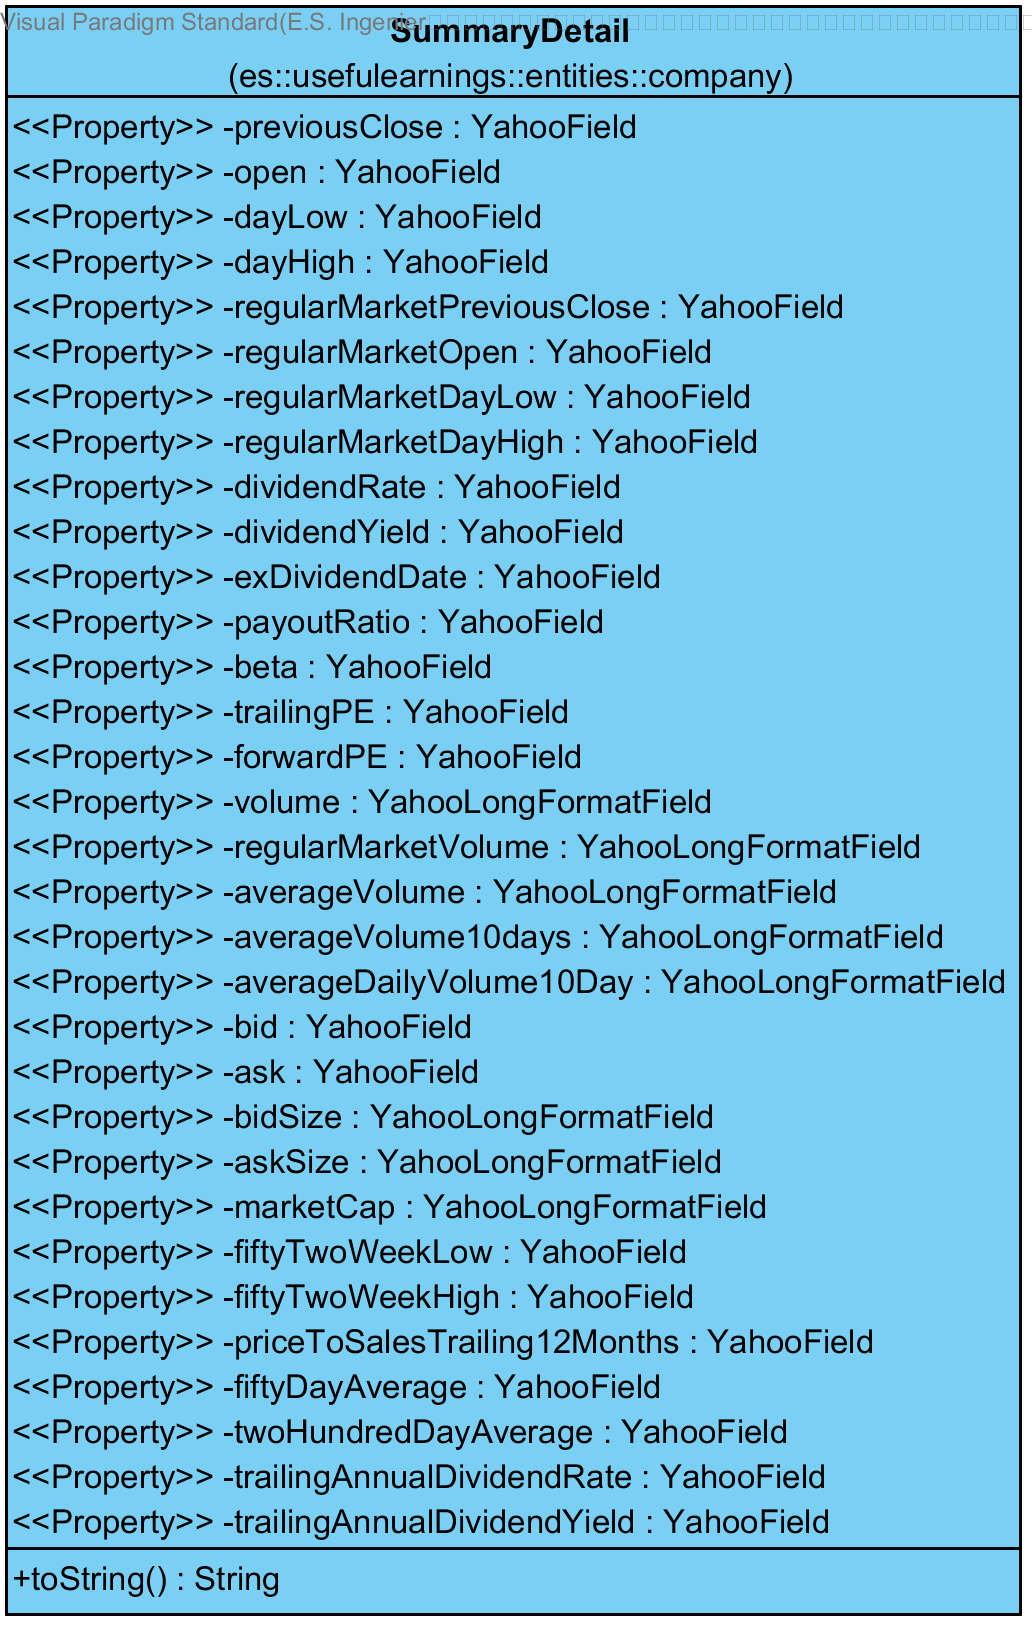 Visual Paradigm Standard(E.S. Ingenier
SummaryDetail
(es::usefulearnings::entities::company)
<<Property>> -previousClose : YahooField
<<Property>> -open : YahooField
<<Property>> -dayLow : YahooField
<<Property>> -dayHigh : YahooField
<<Property>> -regularMarketPreviousClose : YahooField
<<Property>> -regularMarketOpen : YahooField
<<Property>> -regularMarketDayLow : YahooField
<<Property>> -regularMarketDayHigh : YahooField
<<Property>> -dividendRate : YahooField
<<Property>> -dividendYield : YahooField
<<Property>> -exDividendDate : YahooField
<<Property>> -payoutRatio : YahooField
<<Property>> -beta : YahooField
<<Property>> -trailingPE : YahooField
<<Property>> -forwardPE : YahooField
<<Property>> -volume : YahooLongFormatField
<<Property>> -regularMarketVolume : YahooLongFormatField
<<Property>> -averageVolume : YahooLongFormatField
<<Property>> -averageVolume10days : YahooLongFormatField
<<Property>> -averageDailyVolume10Day : YahooLongFormatField
<<Property>> -bid : YahooField
<<Property>> -ask : YahooField
<<Property>> -bidSize : YahooLongFormatField
<<Property>> -askSize : YahooLongFormatField
<<Property>> -marketCap : YahooLongFormatField
<<Property>> -fiftyTwoWeekLow : YahooField
<<Property>> -fiftyTwoWeekHigh : YahooField
<<Property>> -priceToSalesTrailing12Months : YahooField
<<Property>> -fiftyDayAverage : YahooField
<<Property>> -twoHundredDayAverage : YahooField
<<Property>> -trailingAnnualDividendRate : YahooField
<<Property>> -trailingAnnualDividendYield : YahooField
+toString() : String